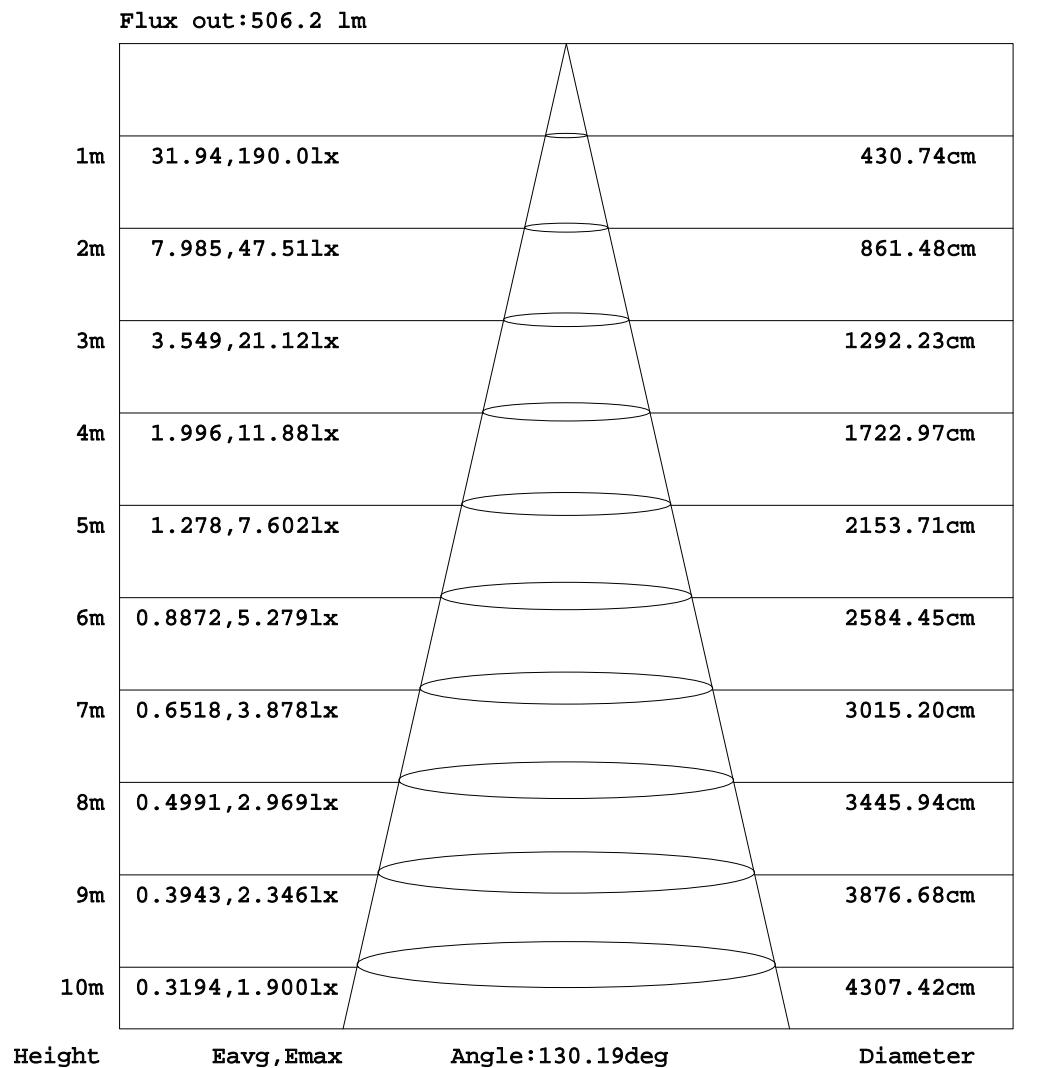 Flux out:506.2 lm
1m 31.94,190.0lx 430.74cm
2m 7.985,47.51lx 861.48cm
3m 3.549,21.12lx 1292.23cm
4m 1.996,11.88lx 1722.97cm
5m 1.278,7.602lx 2153.71cm
6m 0.8872,5.279lx 2584.45cm
7m 0.6518,3.878lx 3015.20cm
8m 0.4991,2.969lx 3445.94cm
9m 0.3943,2.346lx 3876.68cm
10m 0.3194,1.900lx 4307.42cm
Height Eavg,Emax Angle:130.19deg Diameter